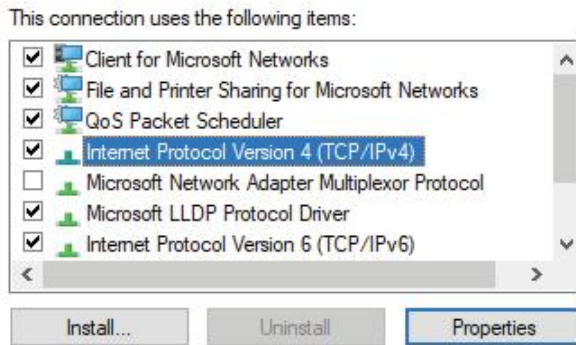 This connection uses the following items:
Client for Microsoft Networks
File and Printer Sharing for Microsoft Networks
QoS Packet Scheduler
Internet Protocol Version 4 (TCP/IPv4)
Microsoft Network Adapter Multiplexor Protocol
Microsoft LLDP Protocol Driver
Internet Protocol Version 6 (TCP/IPv6)
Install... Uninstall Properties